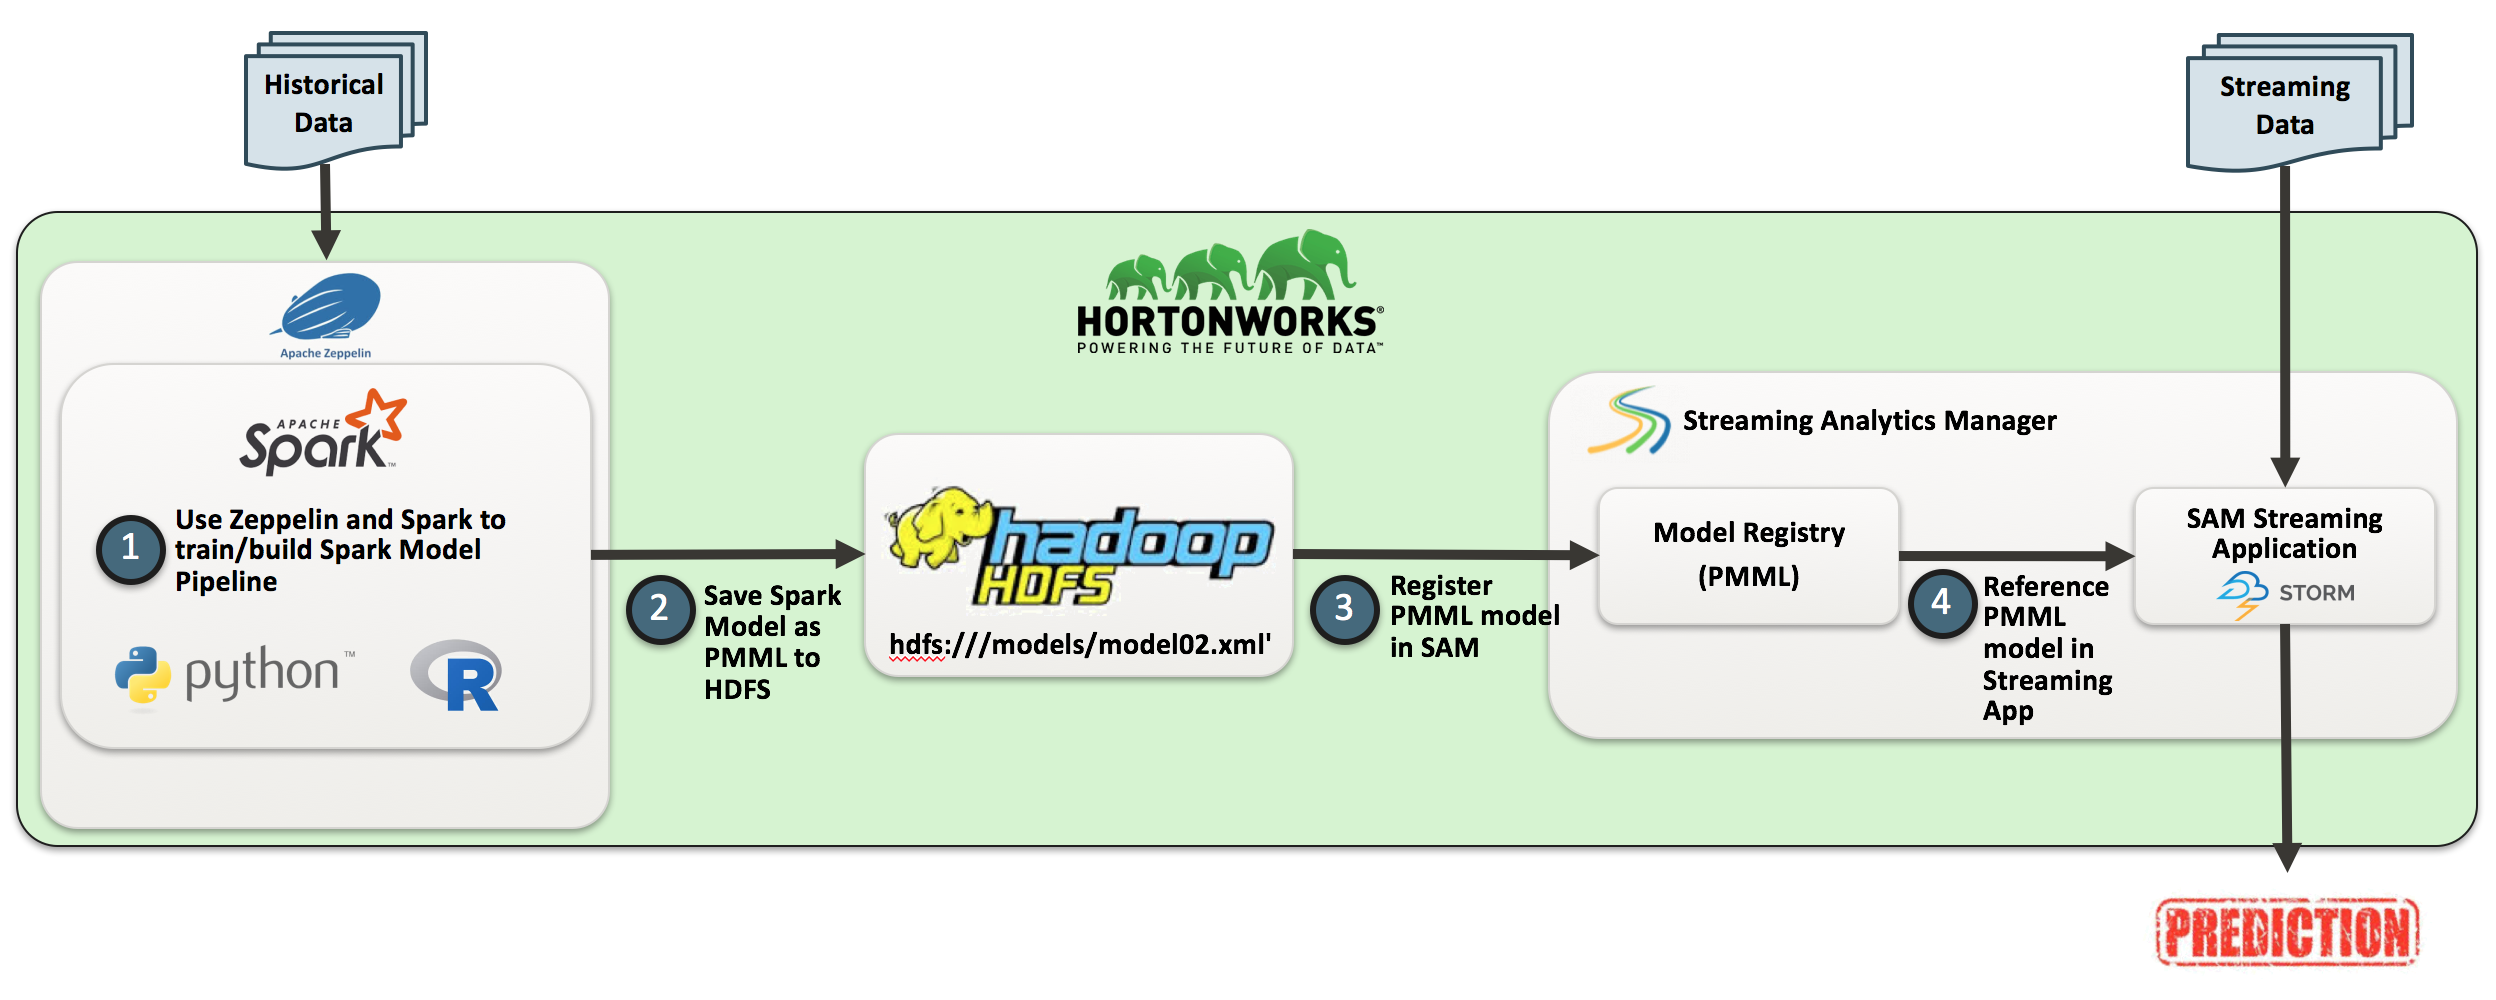 Historical
Data
Streaming
Data
HORTONWORKS®
POWERING THE FUTURE OF DATA™
Apache Zeppelin
APACHE
Spark™
1
Use Zeppelin and Spark to
train/build Spark Model
Pipeline
python™
R
2
Save Spark
Model as
PMML to
HDFS
hadoop
HDFS
hdfs:///models/model02.xml'
3
Register
PMML model
in SAM
Streaming Analytics Manager
Model Registry
(PMML)
4
Reference
PMML
model in
Streaming
App
SAM Streaming
Application
STORM
PREDICTION